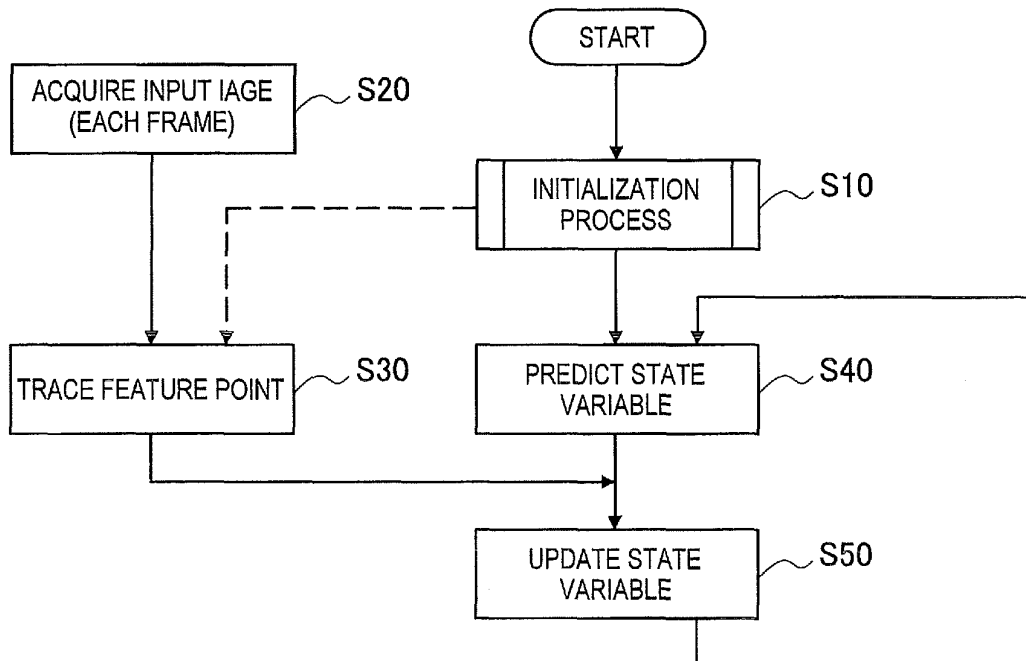 START
ACQUIRE INPUT IAGE
(EACH FRAME)
S20
INITIALIZATION
PROCESS
S10
TRACE FEATURE POINT
S30
PREDICT STATE
VARIABLE
S40
UPDATE STATE
VARIABLE
S50